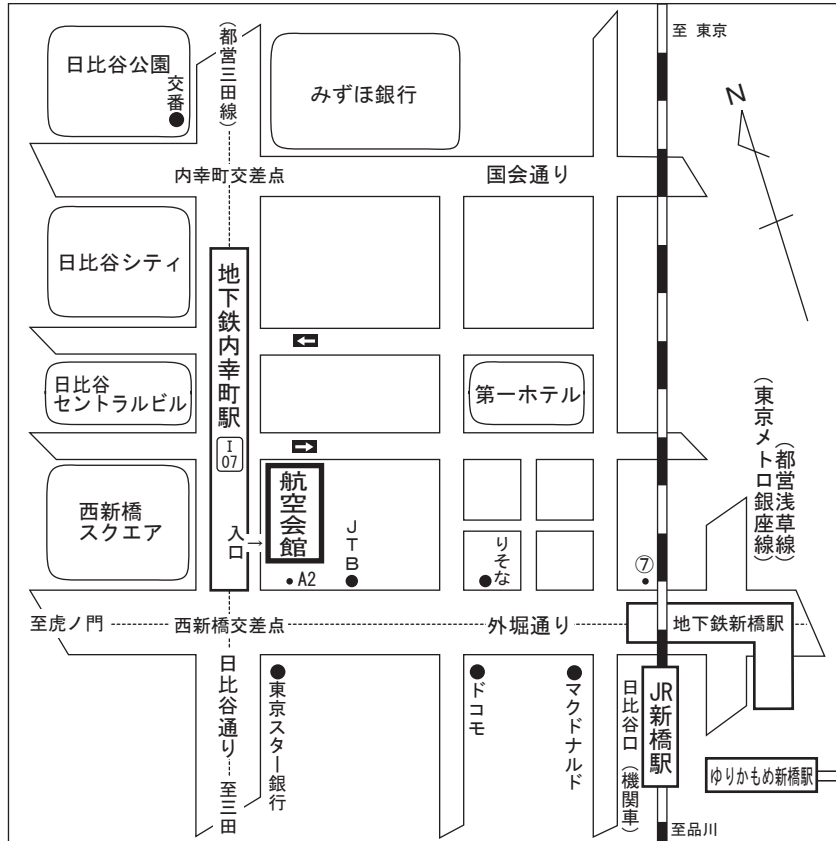 日比谷公園
交番
(都営三田線)
みずほ銀行
至 東京
N
内幸町交差点
国会通り
日比谷シティ
地下鉄内幸町駅
I
07
←
日比谷
セントラルビル
第一ホテル
→
西新橋
スクエア
入口→
航空会館
A2
JTB
りそな
⑦
(東京メトロ銀座線)
(都営浅草線)
至虎ノ門
西新橋交差点
外堀通り
地下鉄新橋駅
日比谷通り
至三田
東京スター銀行
ドコモ
マクドナルド
日比谷口(機関車)
JR新橋駅
ゆりかもめ新橋駅
至品川